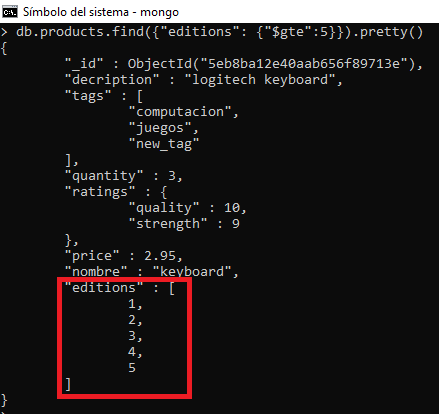 C:\. Símbolo del sistema - mongo
> db.products.find({"editions": {"$gte":5}}).pretty()
{
"_id" : ObjectId("5eb8ba12e40aab656f89713e"),
"decription" : "logitech keyboard",
"tags" : [
"computacion",
"juegos",
"new_tag"
],
"quantity" : 3,
"ratings" : {
"quality" : 10,
"strength" : 9
},
"price" : 2.95,
"nombre" : "keyboard",
"editions" : [
1,
2,
3,
4,
5
]
}